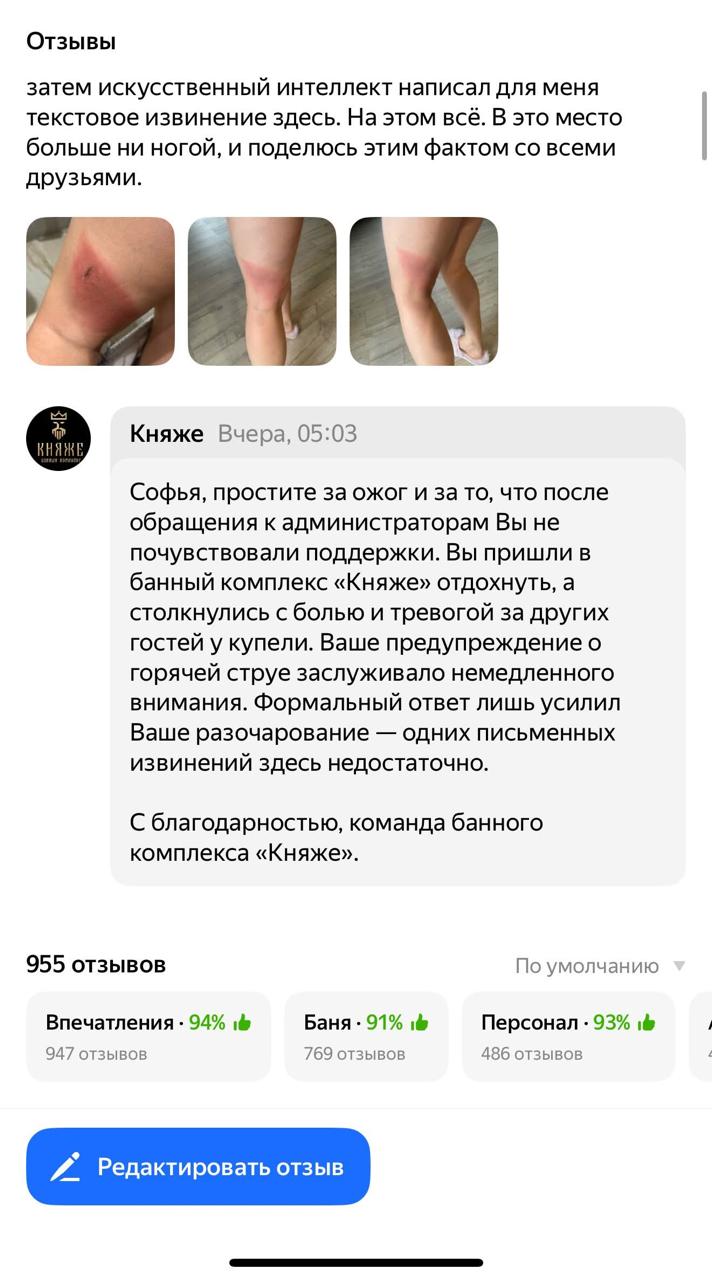 Отзывы
затем искусственный интеллект написал для меня
текстовое извинение здесь. На этом всё. В это место
больше ни ногой, и поделюсь этим фактом со всеми
друзьями.
КНЯЖЕ
Княже Вчера, 05:03
Софья, простите за ожог и за то, что после
обращения к администраторам Вы не
почувствовали поддержки. Вы пришли в
банный комплекс «Княже» отдохнуть, а
столкнулись с болью и тревогой за других
гостей у купели. Ваше предупреждение о
горячей струе заслуживало немедленного
внимания. Формальный ответ лишь усилил
Ваше разочарование — одних письменных
извинений здесь недостаточно.
С благодарностью, команда банного
комплекса «Княже».
955 отзывов По умолчанию
Впечатления · 94% Баня · 91% Персонал · 93%
947 отзывов 769 отзывов 486 отзывов
Редактировать отзыв